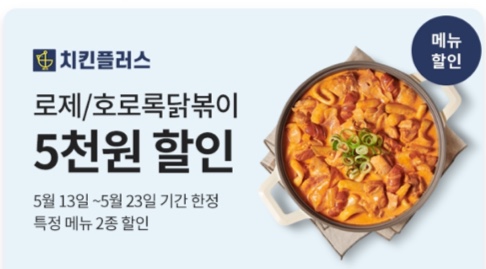 메뉴
할인
치킨플러스
로제/호로록닭볶이
5천원 할인
5월 13일 ~5월 23일 기간 한정
특정 메뉴 2종 할인